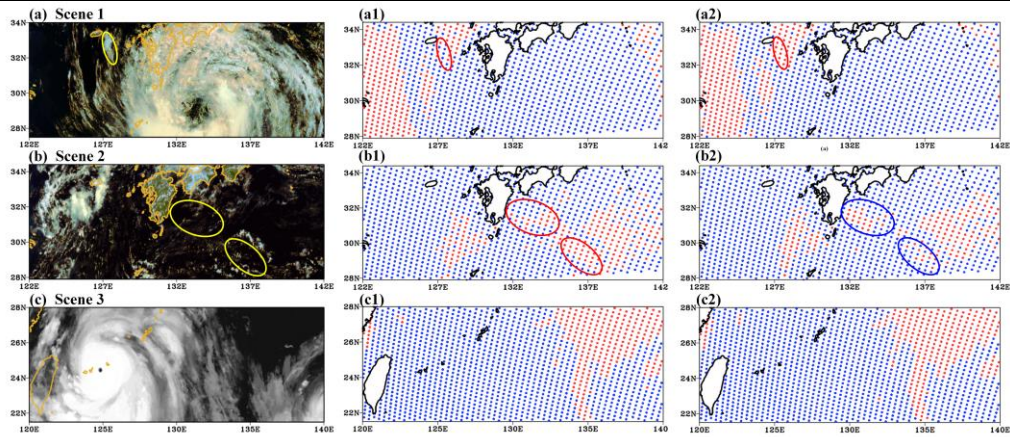 (a) Scene 1 (a1) (a2)
34N 34N 34N
32N 32N 32N
30N 30N 30N
28N 28N 28N
122E 127E 132E 137E 142E 122E 127E 132E 137E 142E 122E 127E 132E 137E 142E
(a)
(b) Scene 2 (b1) (b2)
34N 34N 34N
32N 32N 32N
30N 30N 30N
28N 28N 28N
122E 127E 132E 137E 142E 122E 127E 132E 137E 142E 122E 127E 132E 137E 142E
(c) Scene 3 (c1) (c2)
28N 28N 28N
26N 26N 26N
24N 24N 24N
22N 22N 22N
120E 125E 130E 135E 140E 120E 125E 130E 135E 140E 120E 125E 130E 135E 140E